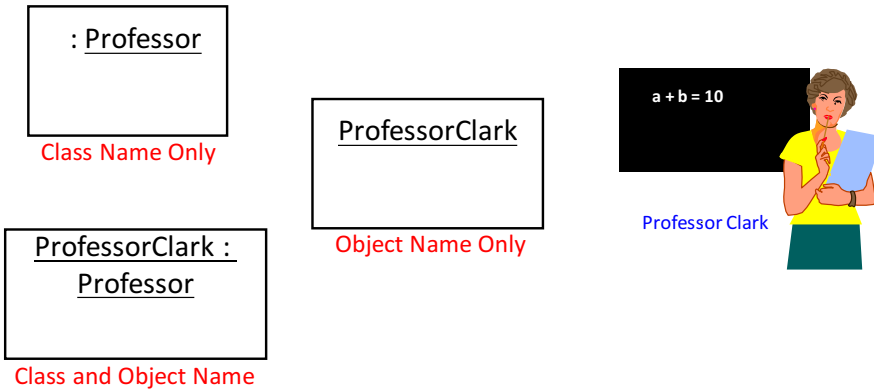 : Professor
Class Name Only
ProfessorClark :
Professor
Class and Object Name
ProfessorClark
Object Name Only
a + b = 10
Professor Clark